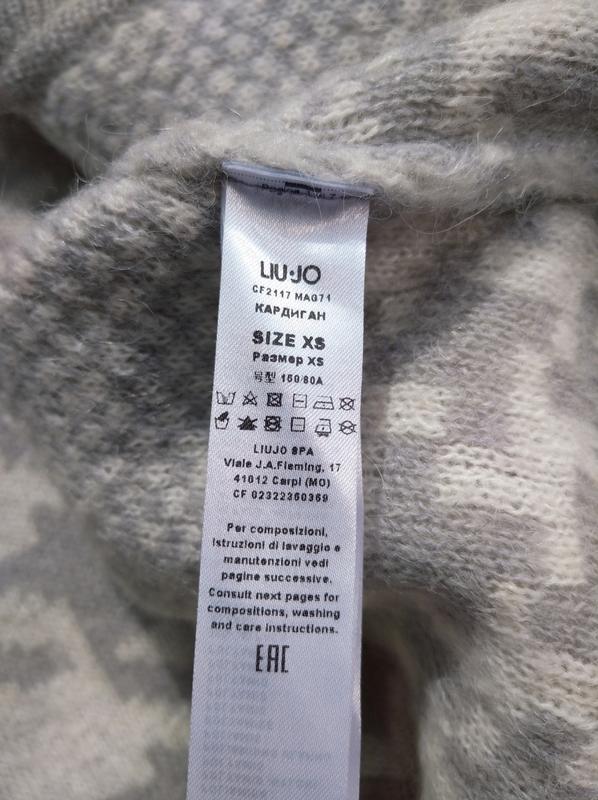 LIU·JO
CF2117 MAG71
КАРДИГАН
SIZE XS
Размер XS
号型 150/80A
LIUJO SPA
Viale J.A.Fleming, 17
41012 Carpi (MO)
CF 02322360369
Per composizioni,
istruzioni di lavaggio e
manutenzioni vedi
pagine successive.
Consult next pages for
compositions, washing
and care instructions.
EAC